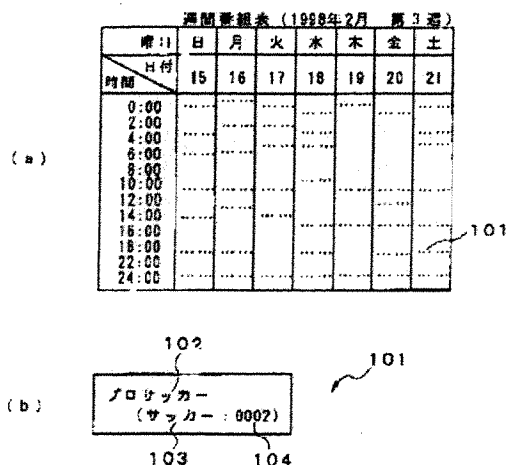 週間番組表 (1998年2月 第3週)
曜日 日 月 火 水 木 金 土
日付
時間
15 16 17 18 19 20 21
0:00
2:00
4:00
6:00
8:00
10:00
12:00
14:00
16:00
18:00
22:00
24:00
(a)
101
102
101
(b)
プロサッカー
(サッカー:0002)
103 104